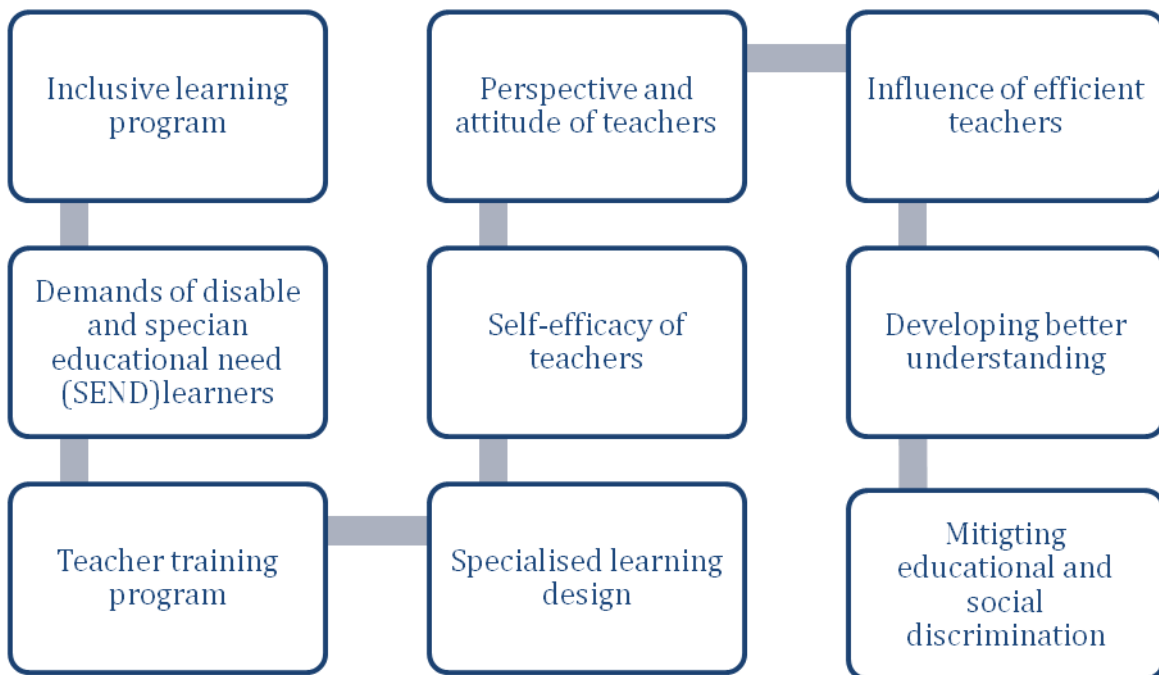 Inclusive learning
program
Demands of disable
and specian
educational need
(SEND)learners
Teacher training
program
Specialised learning
design
Self-efficacy of
teachers
Perspective and
attitude of teachers
Influence of efficient
teachers
Developing better
understanding
Mitigting
educational and
social
discrimination